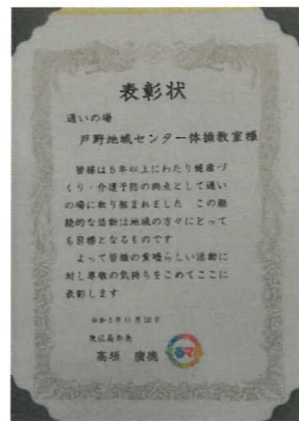 表彰状
通いの場
戸野地域センター体操教室様
皆様は5年以上にわたり健康づ
くり・介護予防の拠点として通い
の場に取り組まれました この継
続的な活動は地域の方々にとって
も目標となるものです
よって皆様の素晴らしい活動に
対し尊敬の気持ちをこめてここに
表彰します
東広島市長
高垣 廣徳